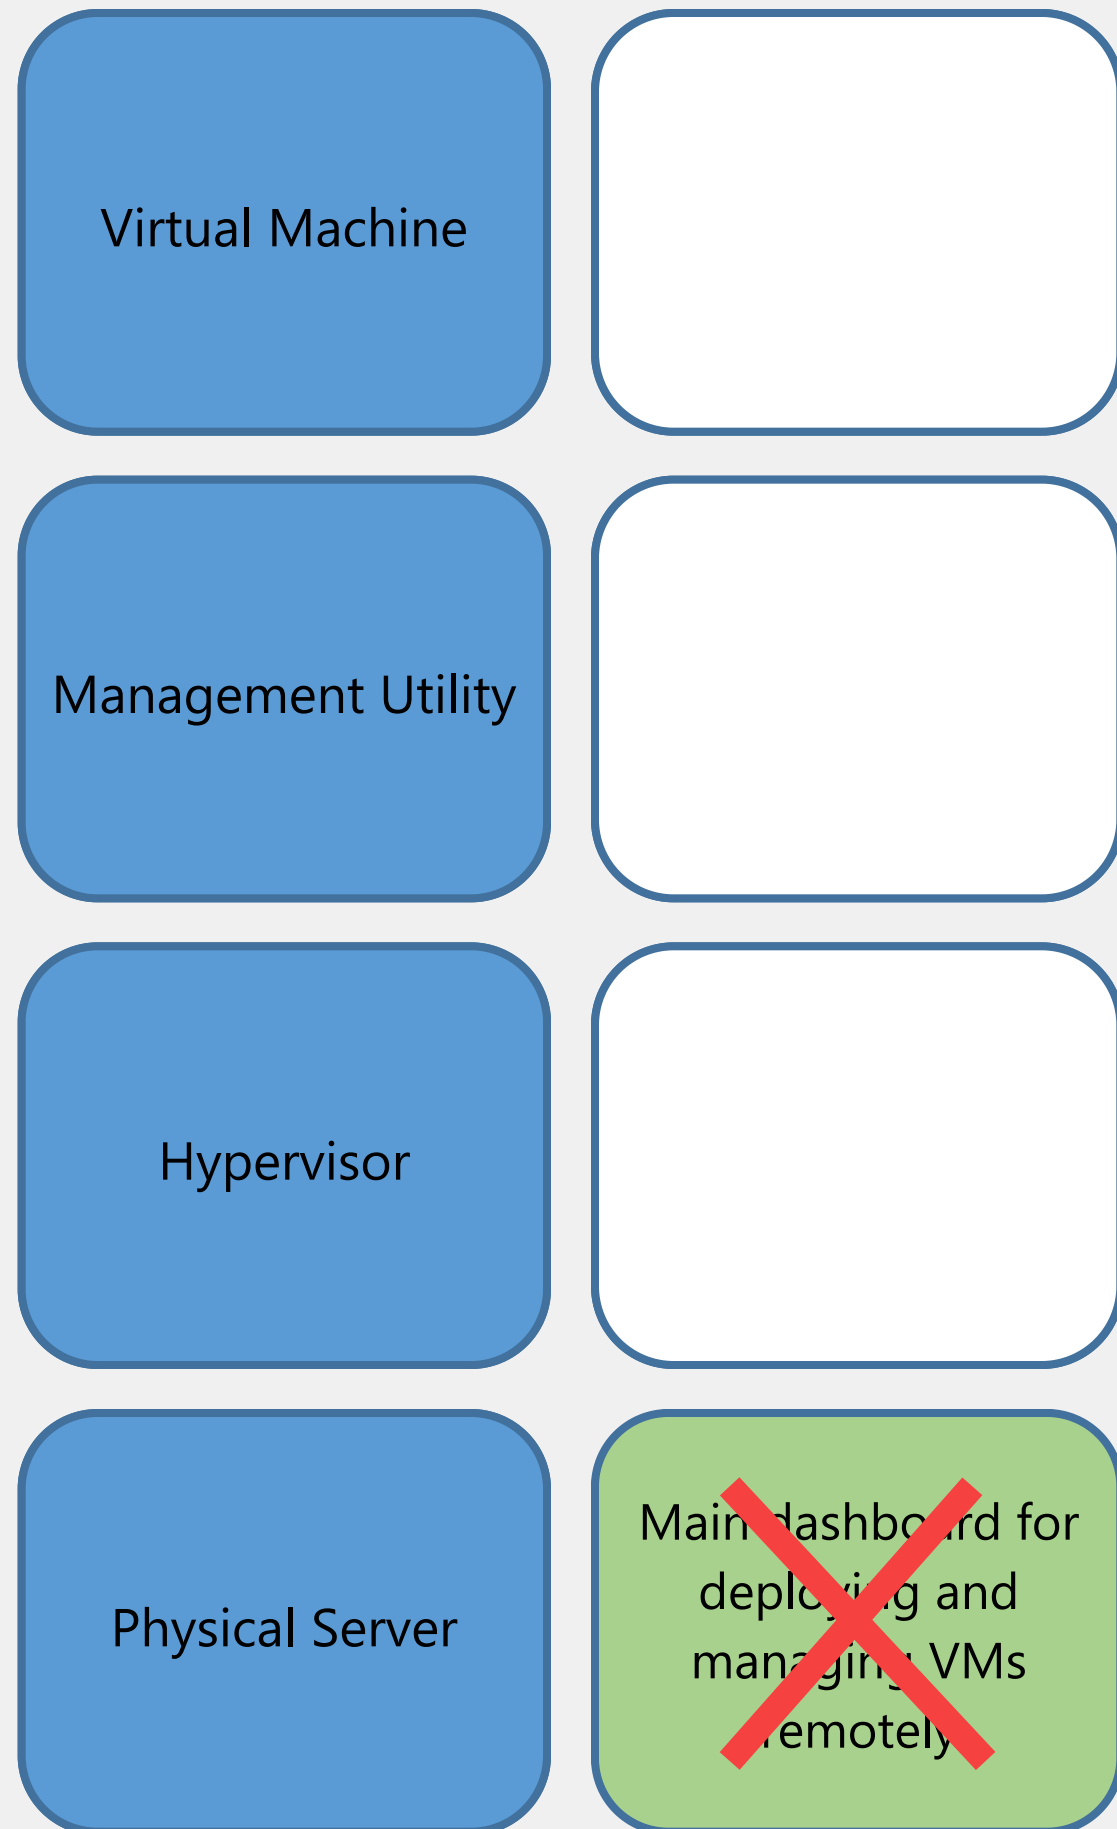 Virtual Machine
Management Utility
Hypervisor
Physical Server
Main dashboard for
deploying and
managing VMs
remotely